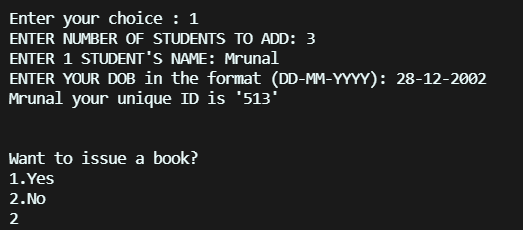 Enter your choice : 1
ENTER NUMBER OF STUDENTS TO ADD: 3
ENTER 1 STUDENT'S NAME: Mrunal
ENTER YOUR DOB in the format (DD-MM-YYYY): 28-12-2002
Mrunal your unique ID is '513'
Want to issue a book?
1.Yes
2.No
2